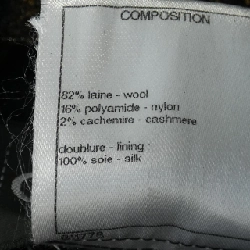 COMPOSITION
82% laine - wool
16% polyamide - nylon
2% cachemire - cashmere
doublure - lining
100% soie - silk